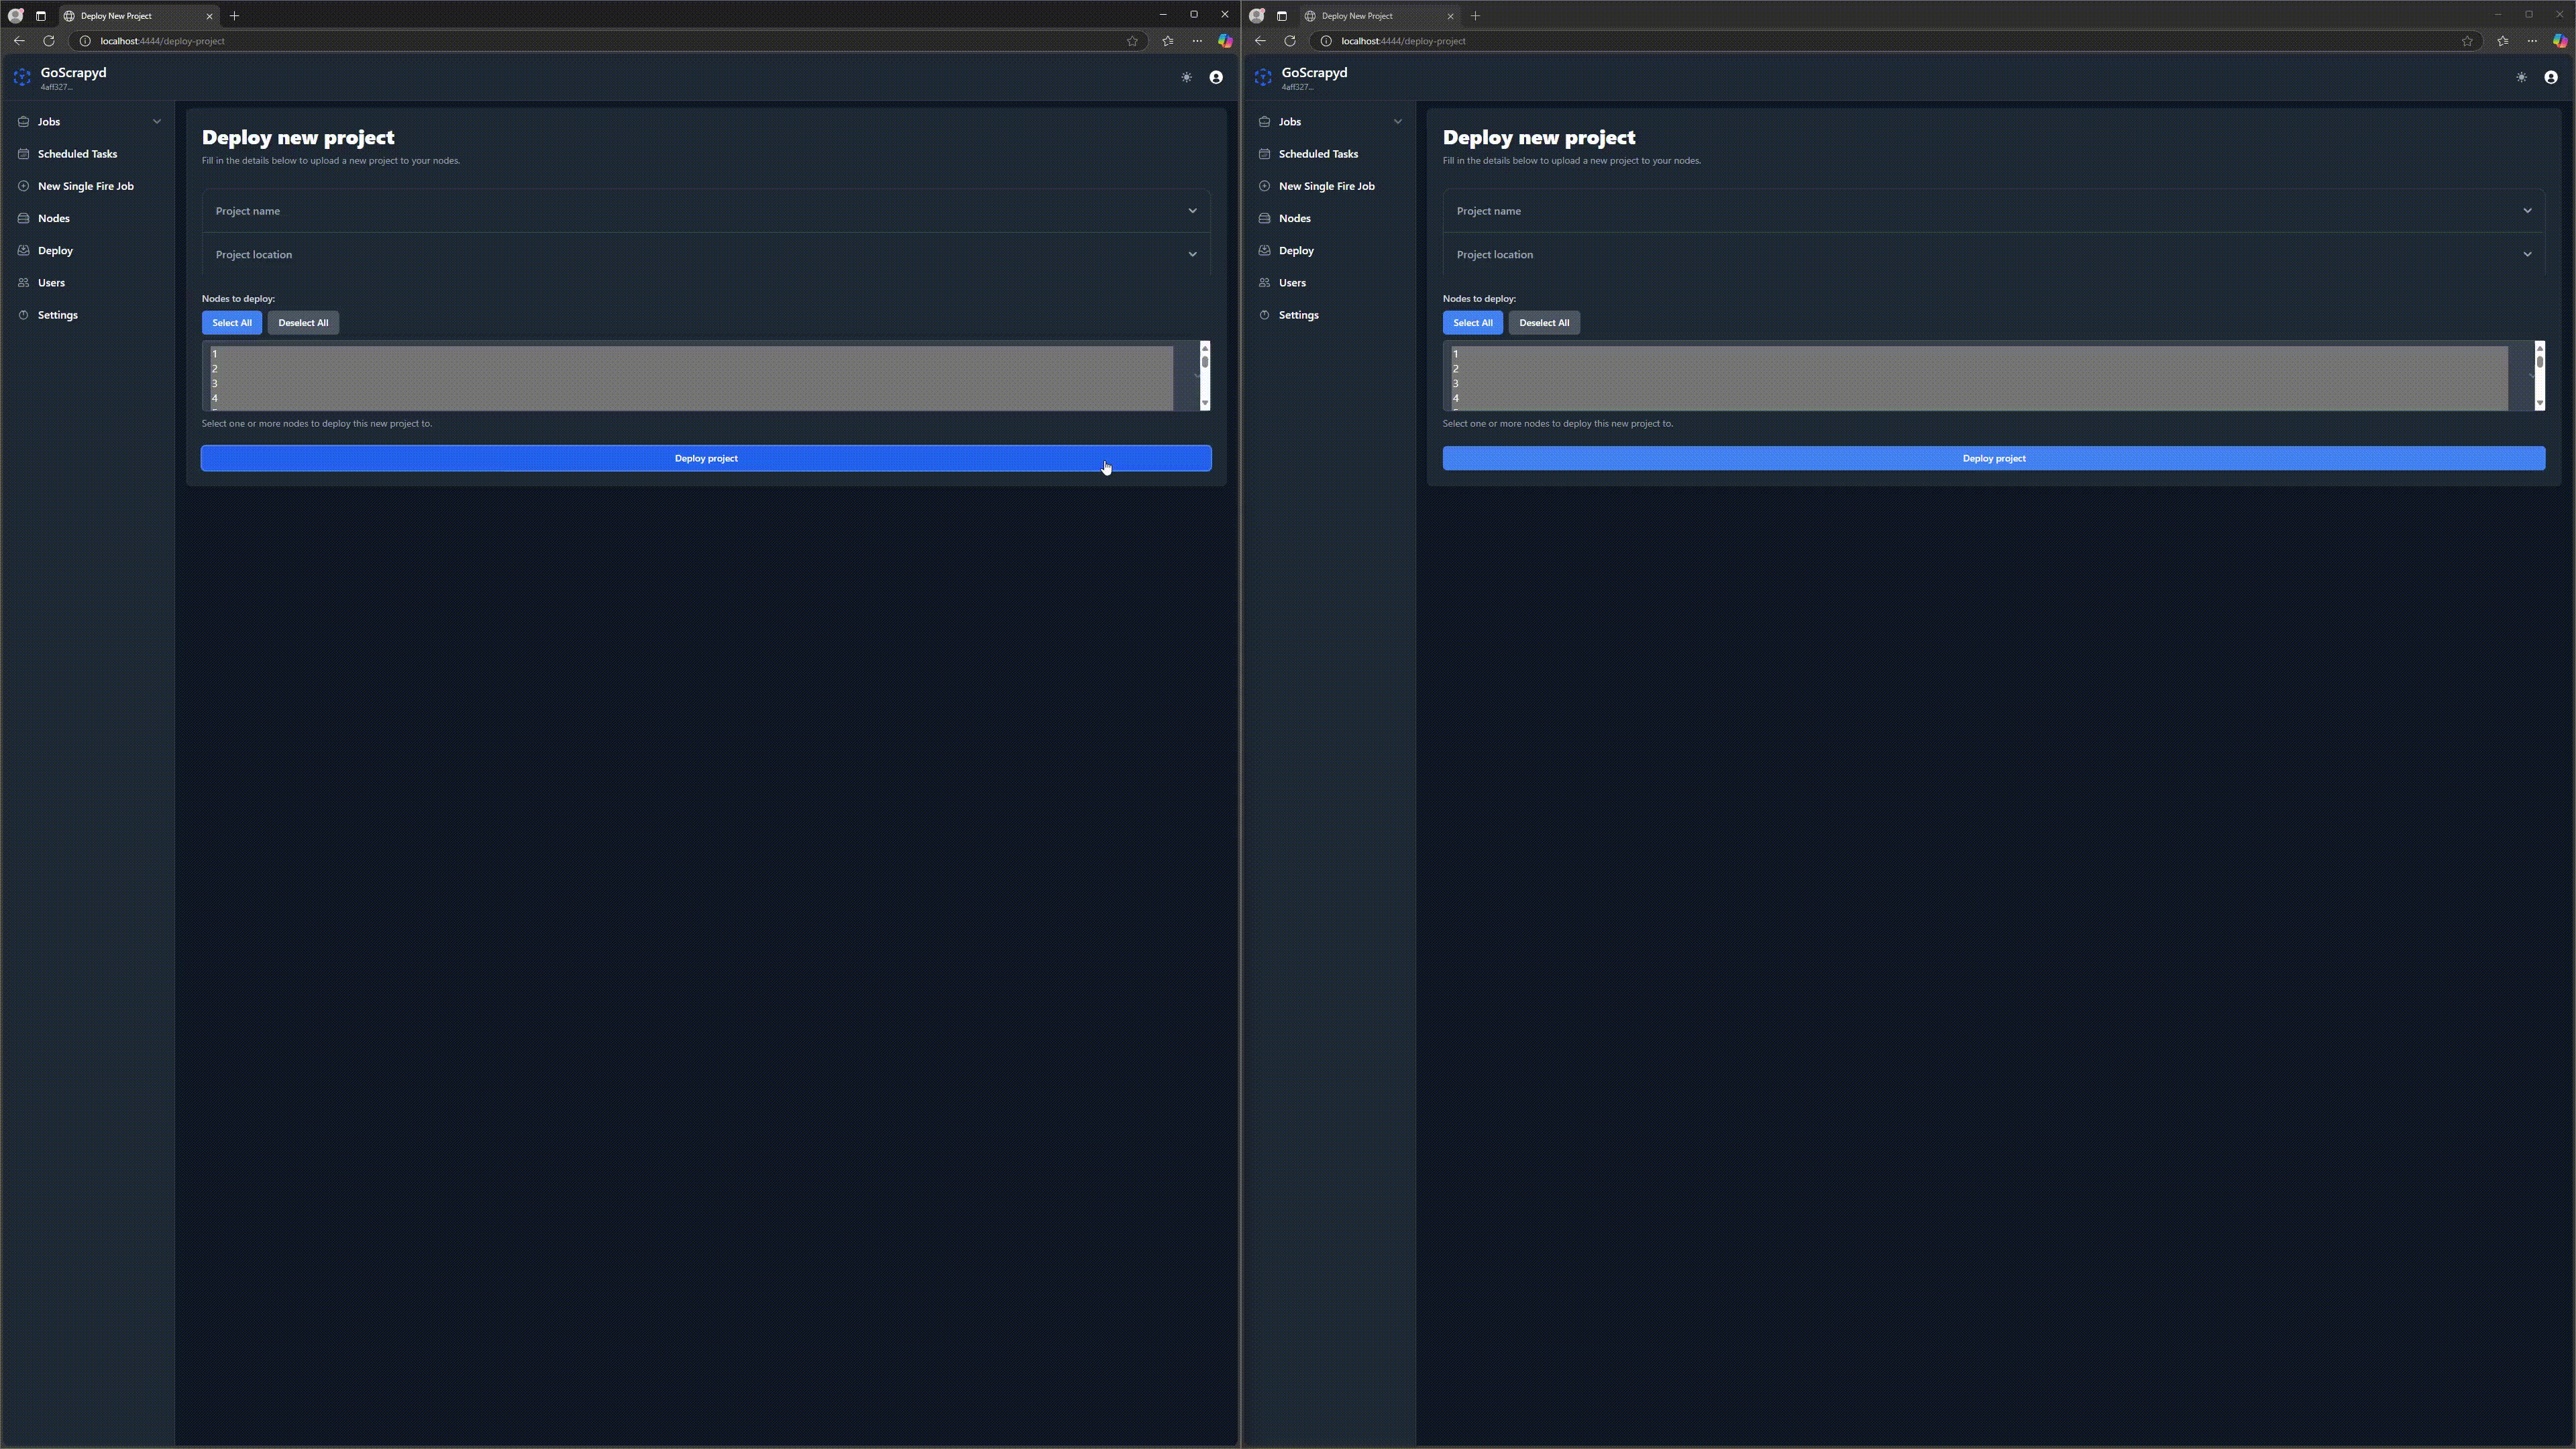 Deploy New Project
localhost:4444/deploy-project
GoScrapyd
4aff327...
Jobs
Scheduled Tasks
New Single Fire Job
Nodes
Deploy
Users
Settings
Deploy new project
Fill in the details below to upload a new project to your nodes.
Project name
Project location
Nodes to deploy:
Select All Deselect All
1
2
3
4
Select one or more nodes to deploy this new project to.
Deploy project
Deploy New Project
localhost:4444/deploy-project
GoScrapyd
4aff327...
Jobs
Scheduled Tasks
New Single Fire Job
Nodes
Deploy
Users
Settings
Deploy new project
Fill in the details below to upload a new project to your nodes.
Project name
Project location
Nodes to deploy:
Select All Deselect All
1
2
3
4
Select one or more nodes to deploy this new project to.
Deploy project